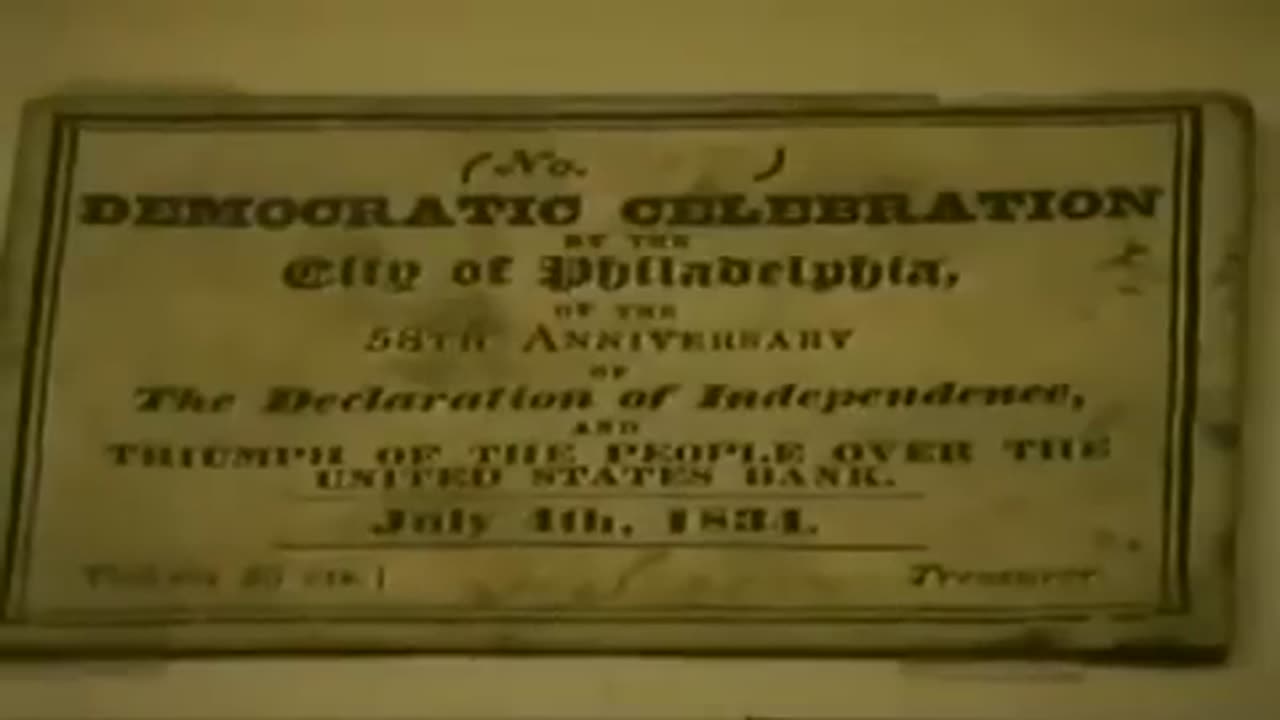 (No. )
DEMOCRATIC CELEBRATION
BY THE
City of Philadelphia,
OF THE
58TH ANNIVERSARY
OF
The Declaration of Independence,
AND
TRIUMPH OF THE PEOPLE OVER THE
UNITED STATES BANK.
July 4th, 1834.
Treasurer